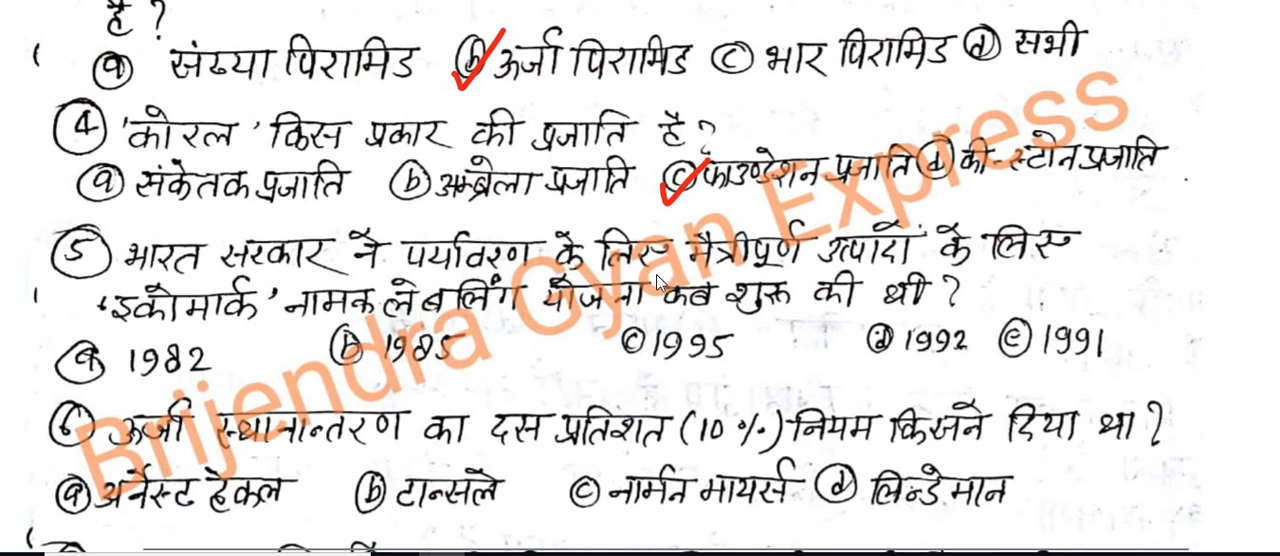 है ?
(a) संख्या पिरामिड (b) ऊर्जा पिरामिड (c) भार पिरामिड (d) सभी
(4) 'कोरल' किस प्रकार की प्रजाति है?
(a) संकेतक प्रजाति (b) अम्ब्रेला प्रजाति (c) फाउण्डेशन प्रजाति (d) की-स्टोन प्रजाति
(5) भारत सरकार ने पर्यावरण के लिए मैत्रीपूर्ण उत्पादों के लिए
'इकोमार्क' नामक लेबलिंग योजना कब शुरू की थी ?
(a) 1982 (b) 1985 (c) 1995 (d) 1992 (e) 1991
(6) ऊर्जा स्थानान्तरण का दस प्रतिशत (10 %) नियम किसने दिया था ?
(a) अर्नेस्ट हैकल (b) टान्सले (c) नार्मन मायर्स (d) लिन्डेमान
Brijendra Gyan Express